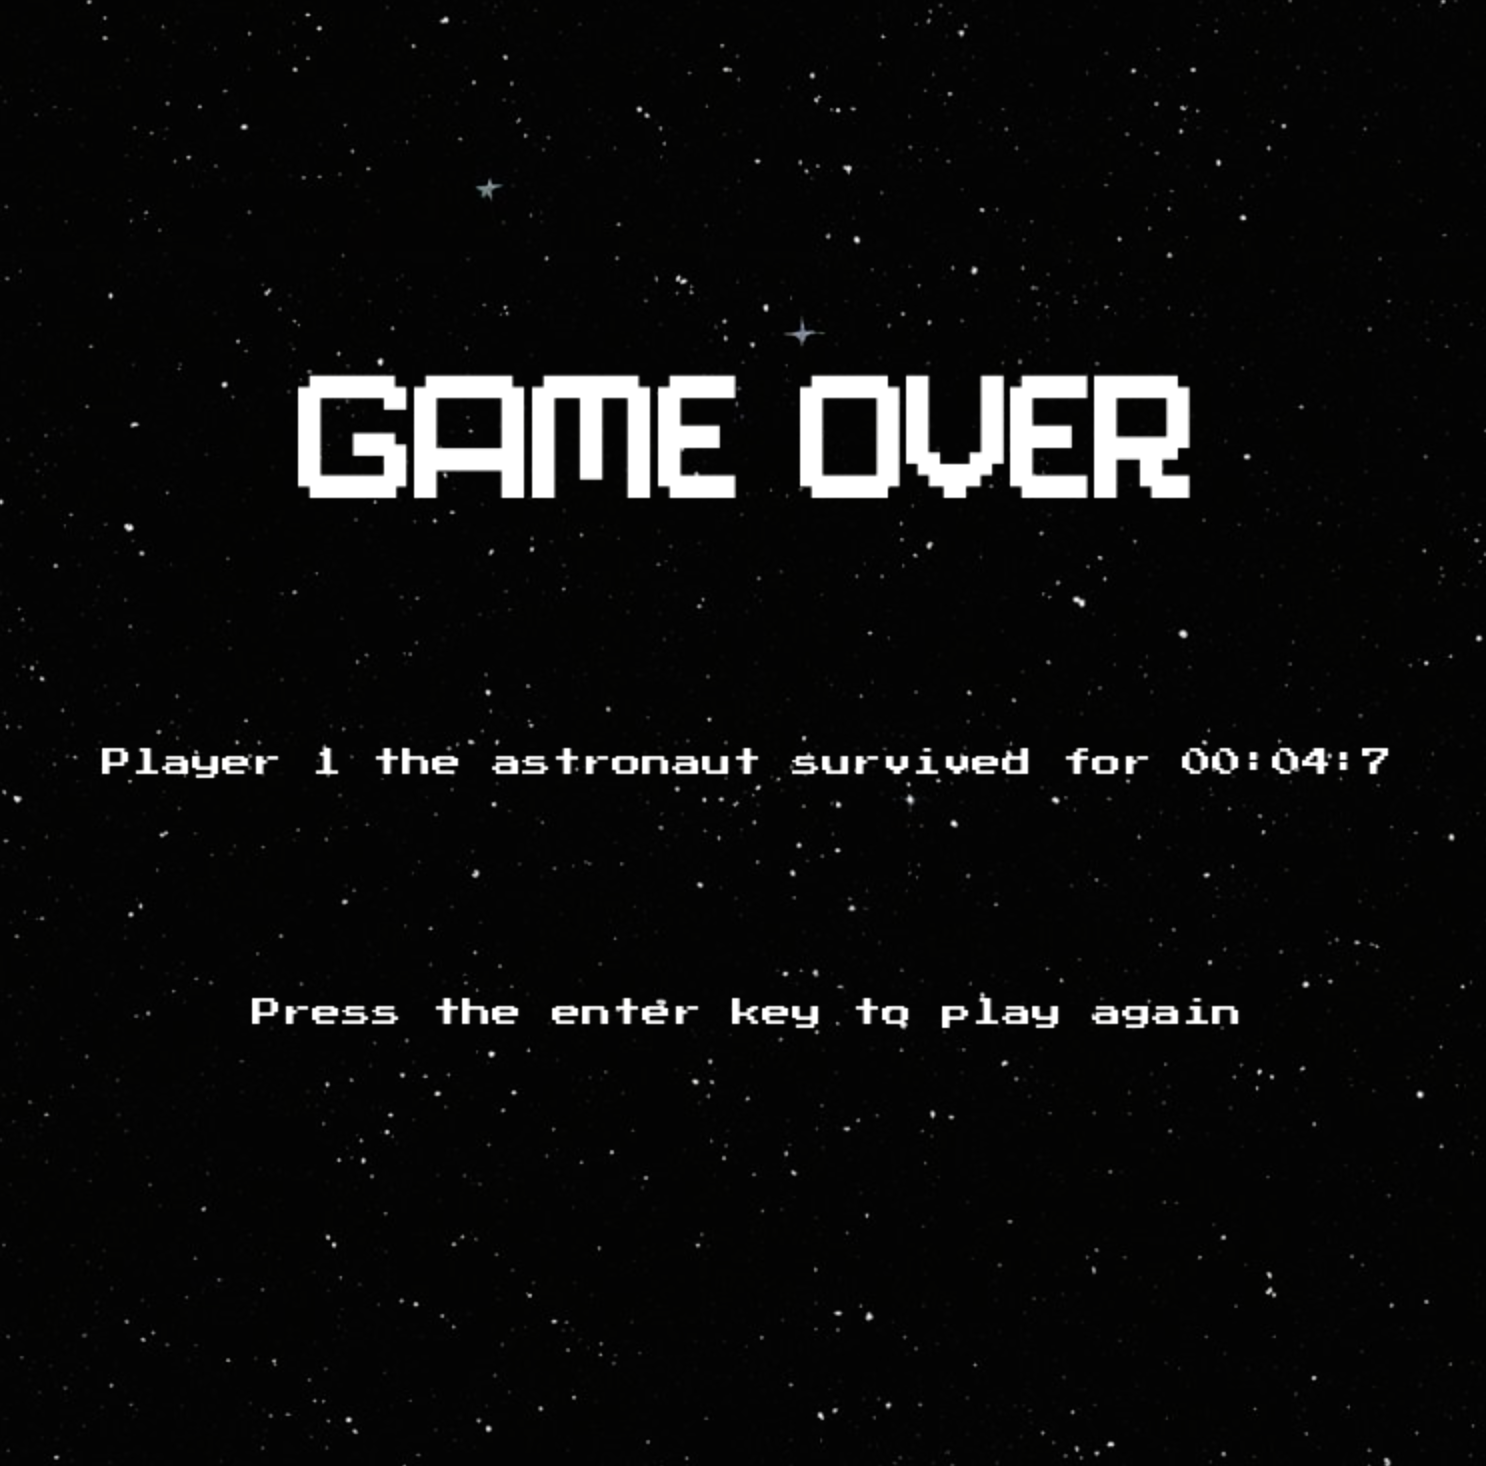 GAME OVER
Player 1 the astronaut survived for 00:04:7
Press the enter key to play again